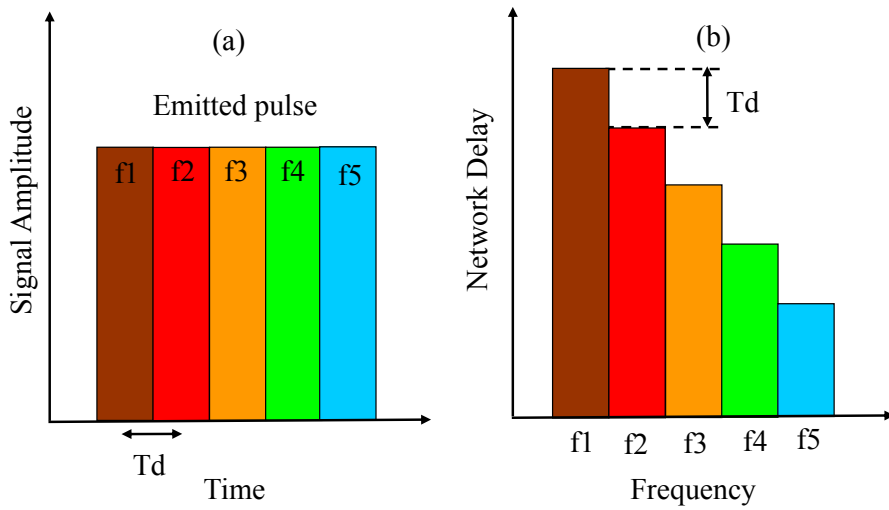 (a)
Emitted pulse
f1 f2 f3 f4 f5
Signal Amplitude
Td
Time
(b)
Td
Network Delay
f1 f2 f3 f4 f5
Frequency